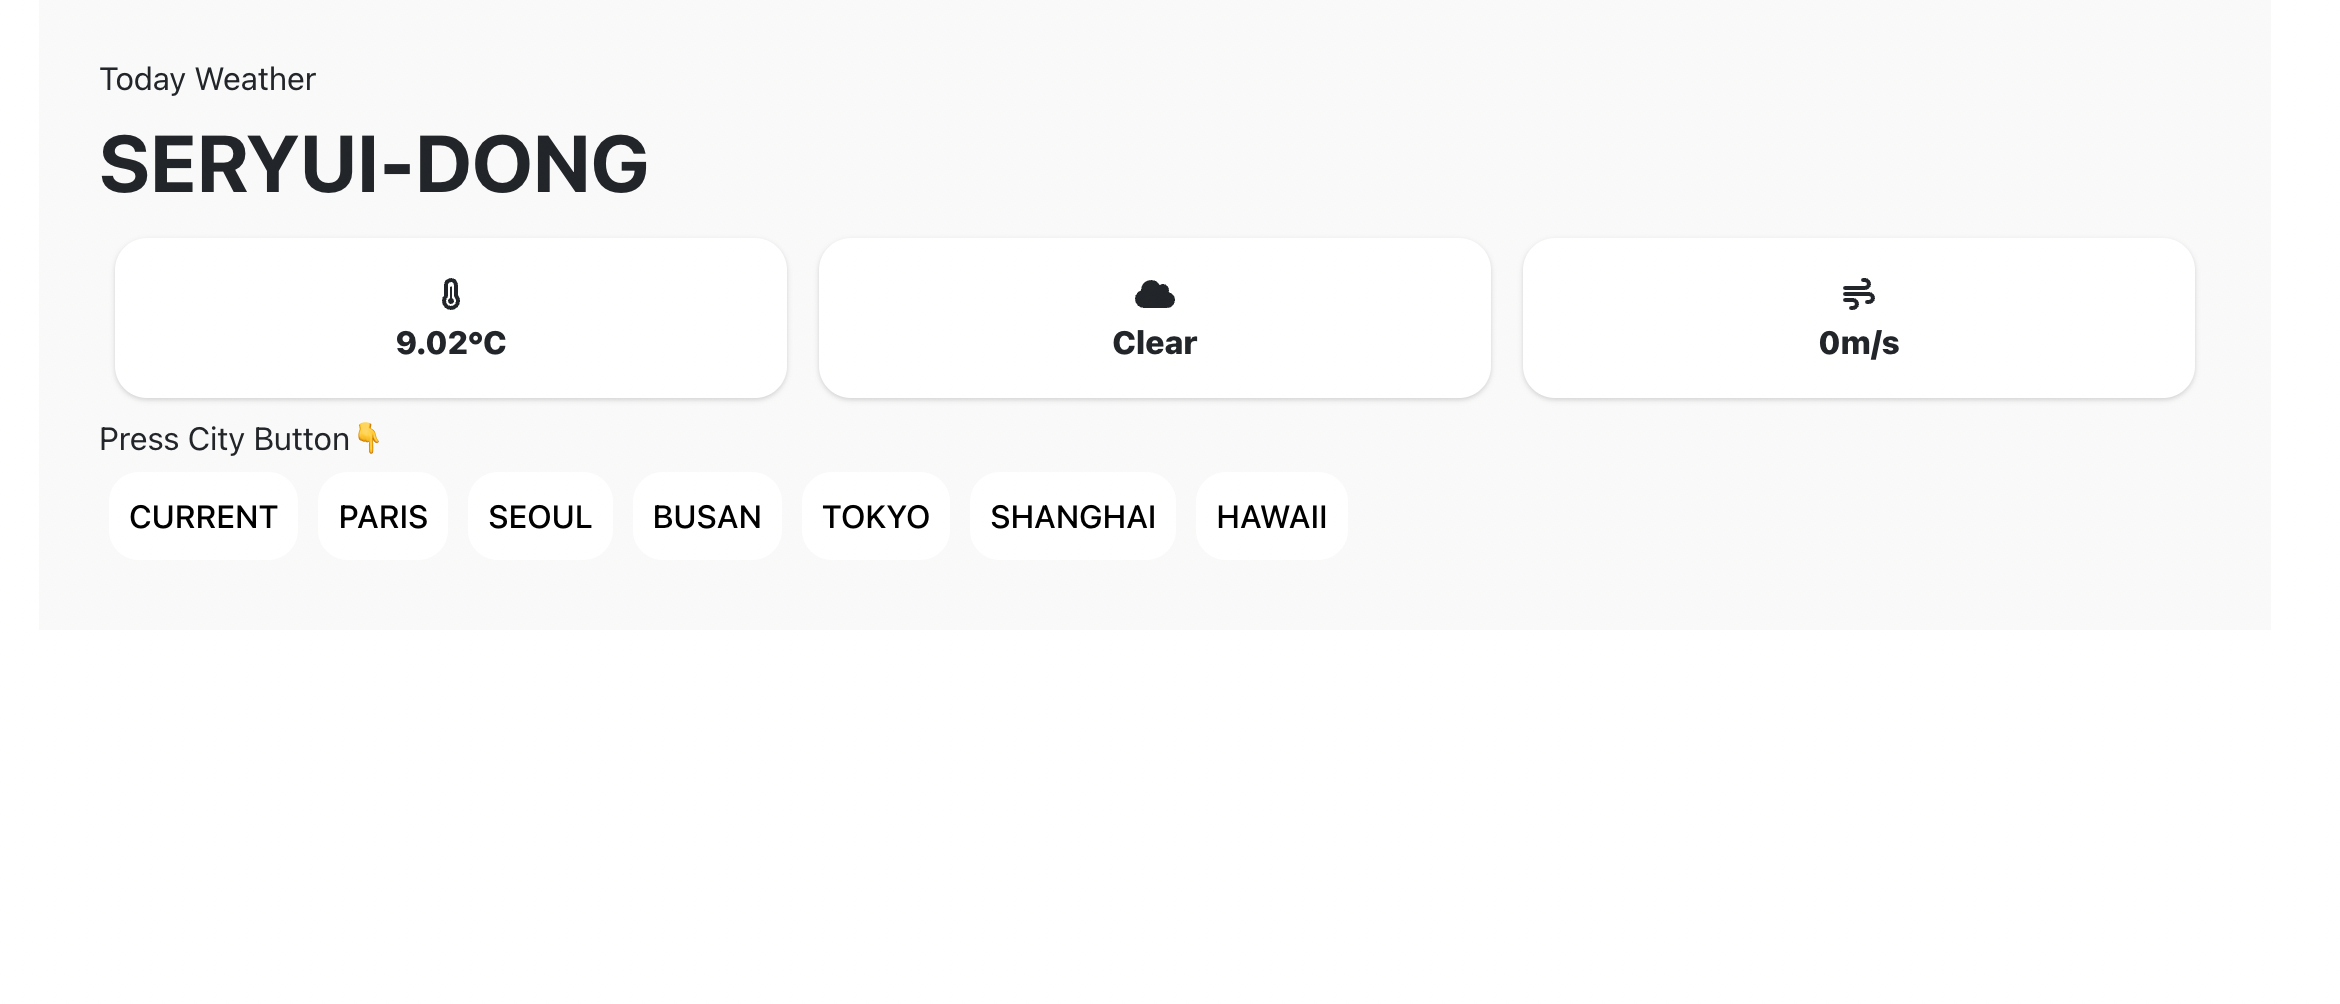 Today Weather
SERYUI-DONG
9.02°C
Clear
0m/s
Press City Button👇
CURRENT PARIS SEOUL BUSAN TOKYO SHANGHAI HAWAII